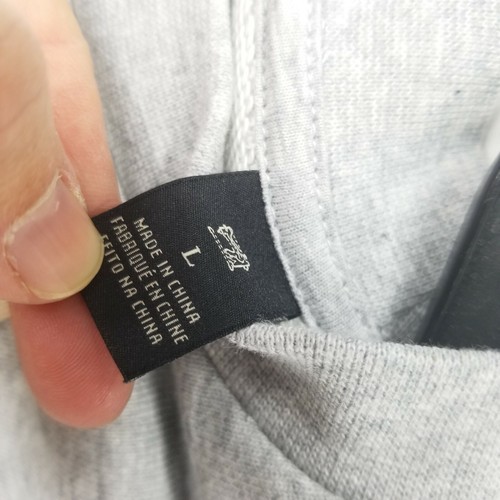 L
MADE IN CHINA
FABRIQUÉ EN CHINE
FEITO NA CHINA